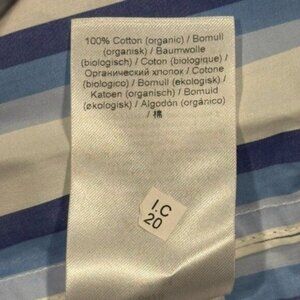 100% Cotton (organic) / Bomull
(organisk) / Baumwolle
(biologisch) / Coton (biologique) /
Органический хлопок / Cotone
(biologico) / Bomull (ekologisk) /
Katoen (organisch) / Bomuld
(økologisk) / Algodón (orgánico)
/ 棉
I.C
20